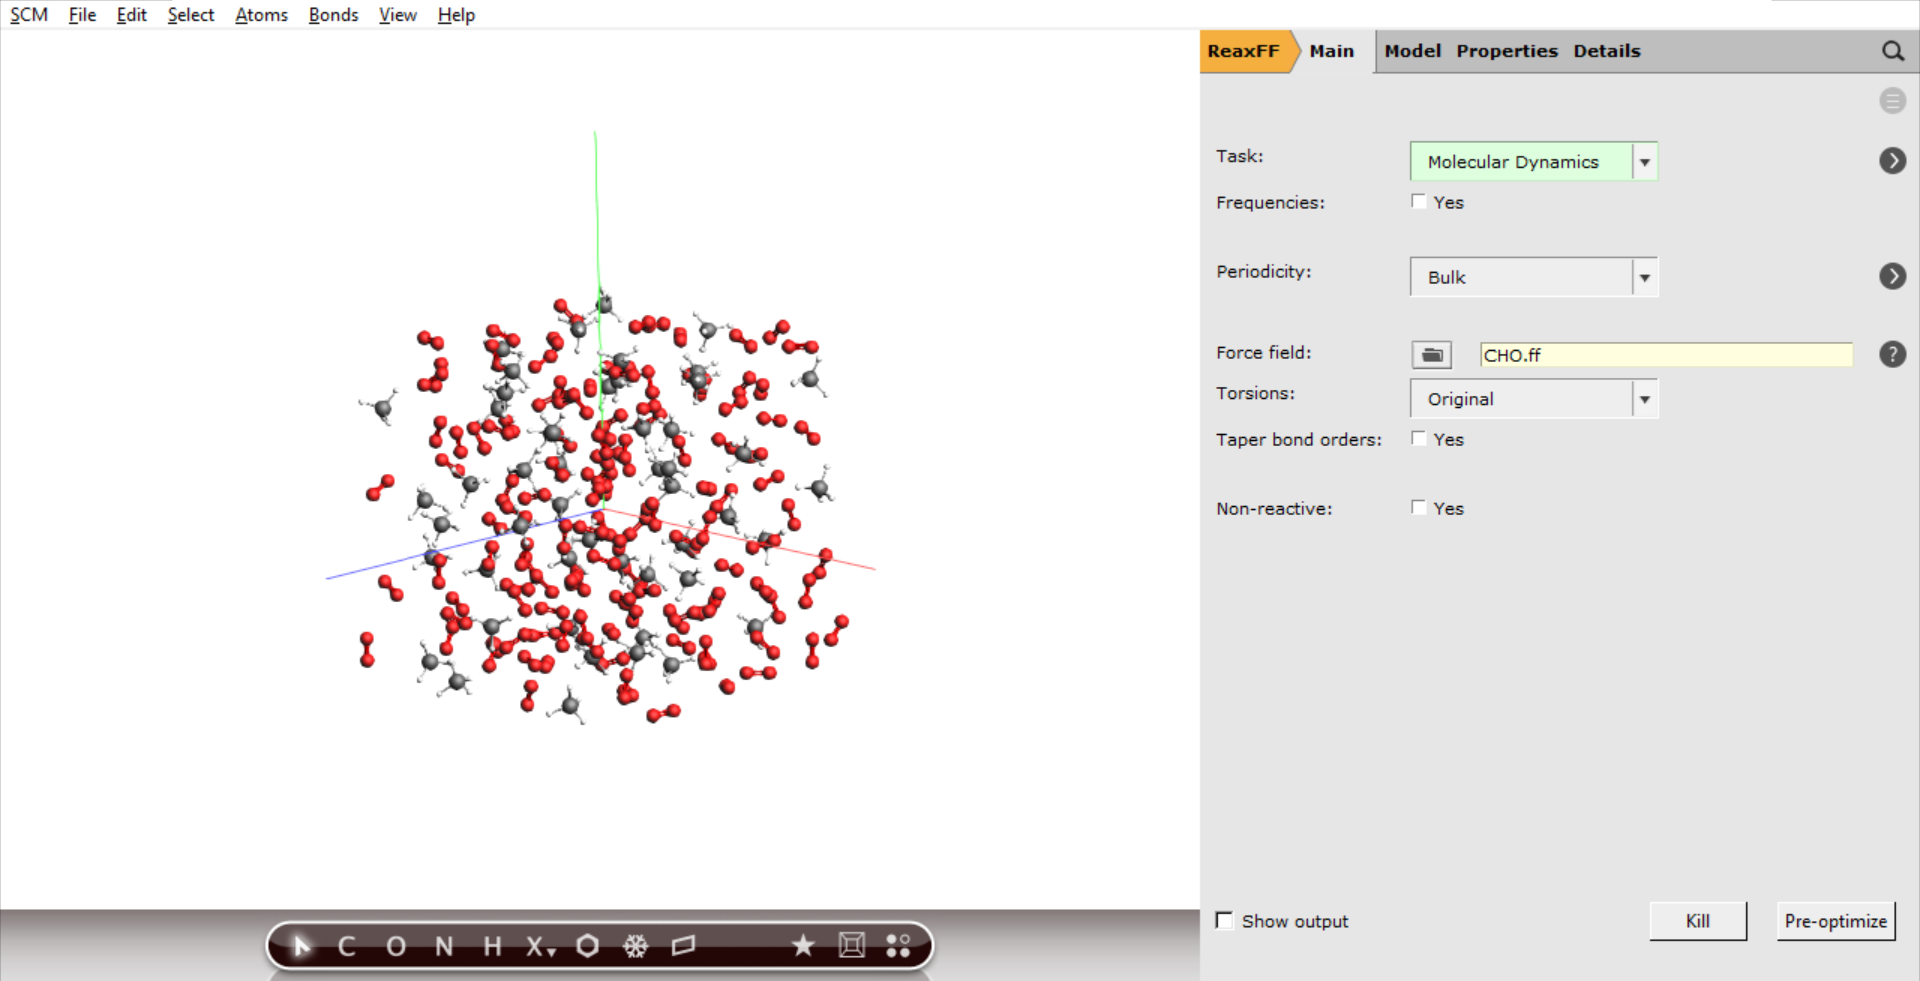 SCM File Edit Select Atoms Bonds View Help
ReaxFF Main Model Properties Details
Task: Molecular Dynamics
Frequencies: Yes
Periodicity: Bulk
Force field: CHO.ff ?
Torsions: Original
Taper bond orders: Yes
Non-reactive: Yes
Show output Kill Pre-optimize
C O N H X